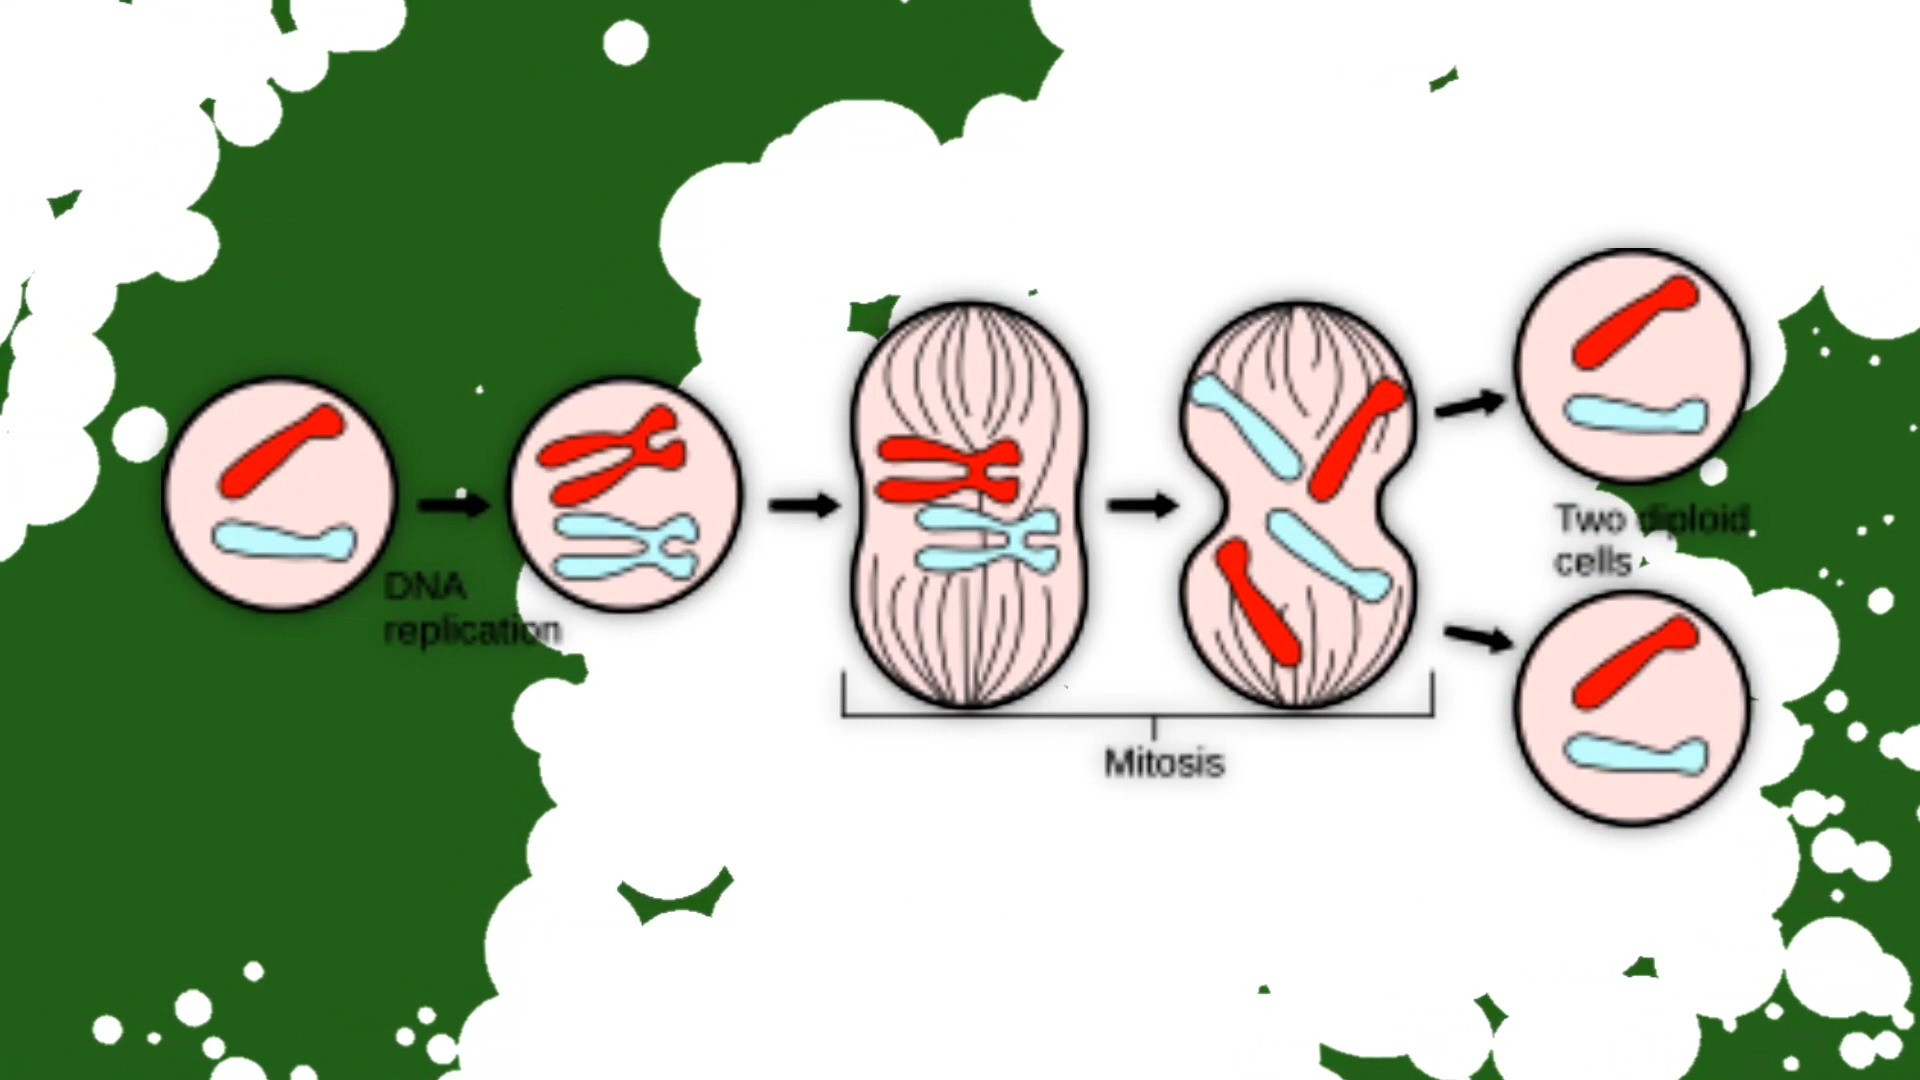 DNA
replication
Mitosis
Two diploid
cells